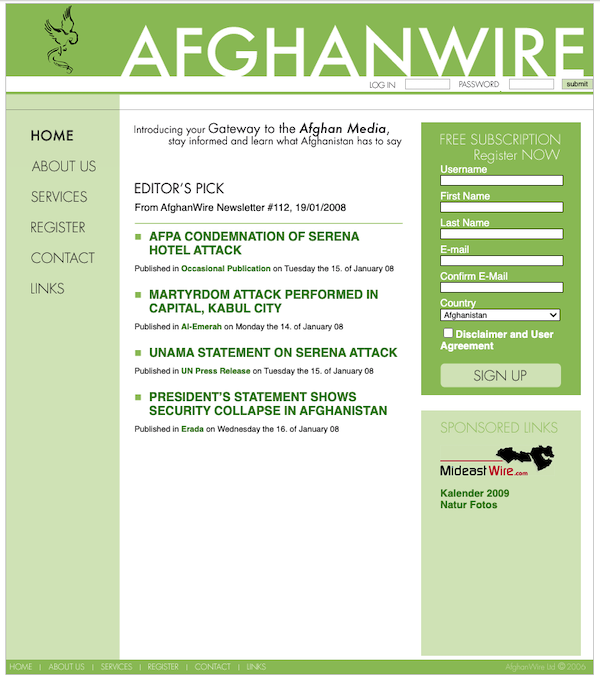 AFGHANWIRE
LOG IN PASSWORD submit
HOME
ABOUT US
SERVICES
REGISTER
CONTACT
LINKS
Introducing your Gateway to the Afghan Media,
stay informed and learn what Afghanistan has to say
EDITOR'S PICK
From AfghanWire Newsletter #112, 19/01/2008
AFPA CONDEMNATION OF SERENA
HOTEL ATTACK
Published in Occasional Publication on Tuesday the 15. of January 08
MARTYRDOM ATTACK PERFORMED IN
CAPITAL, KABUL CITY
Published in Al-Emerah on Monday the 14. of January 08
UNAMA STATEMENT ON SERENA ATTACK
Published in UN Press Release on Tuesday the 15. of January 08
PRESIDENT'S STATEMENT SHOWS
SECURITY COLLAPSE IN AFGHANISTAN
Published in Erada on Wednesday the 16. of January 08
FREE SUBSCRIPTION
Register NOW
Username
First Name
Last Name
E-mail
Confirm E-Mail
Country
Afghanistan
Disclaimer and User
Agreement
SIGN UP
SPONSORED LINKS
MideastWire.com
Kalender 2009
Natur Fotos
HOME | ABOUT US | SERVICES | REGISTER | CONTACT | LINKS
AfghanWire Ltd © 2006